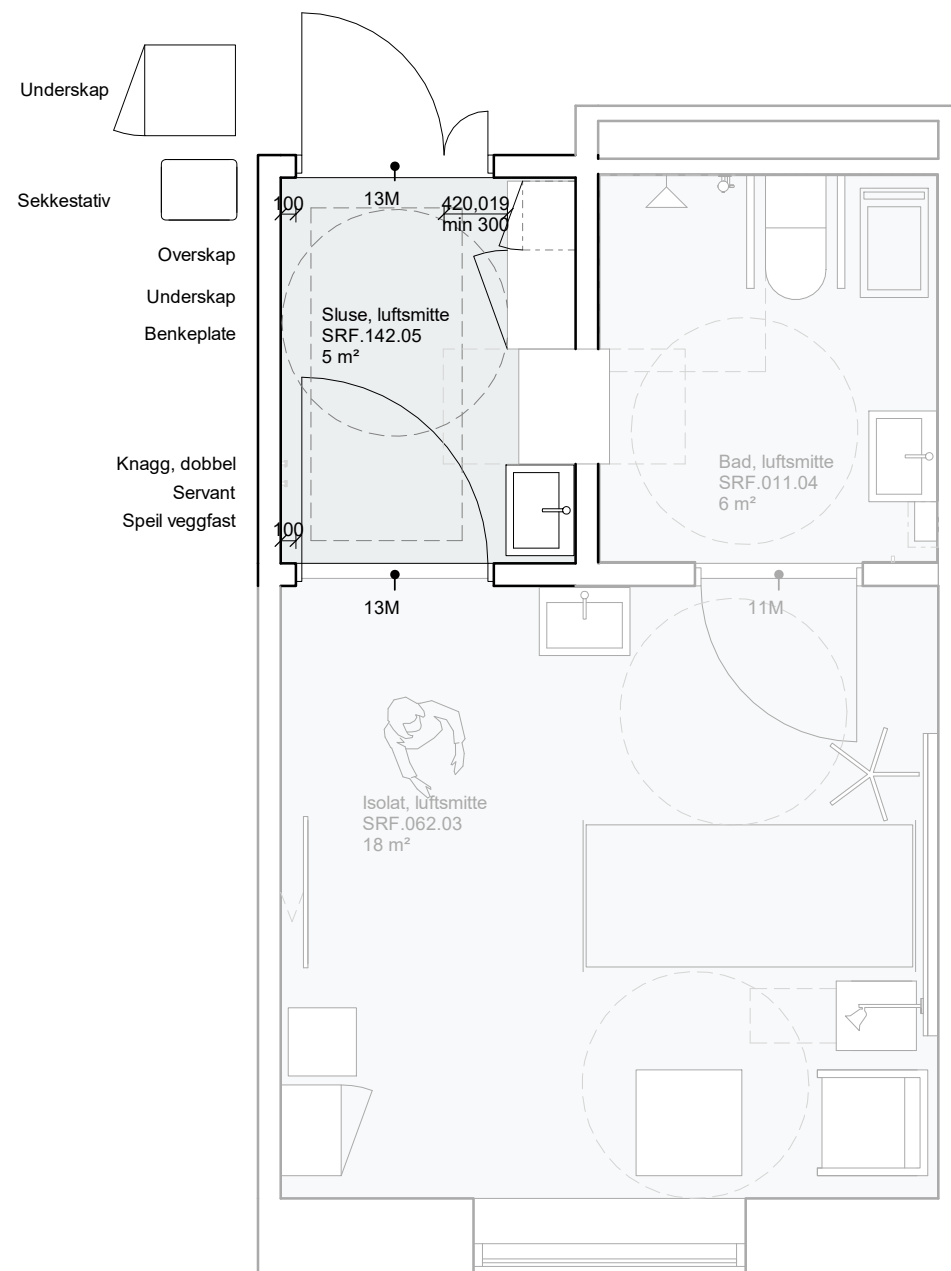 Underskap
Sekkestativ
100
13M
420,019
min 300
Overskap
Underskap
Benkeplate
Sluse, luftsmitte
SRF.142.05
5 m²
Knagg, dobbel
Servant
Speil veggfast
Bad, luftsmitte
SRF.011.04
6 m²
100
13M
11M
Isolat, luftsmitte
SRF.062.03
18 m²